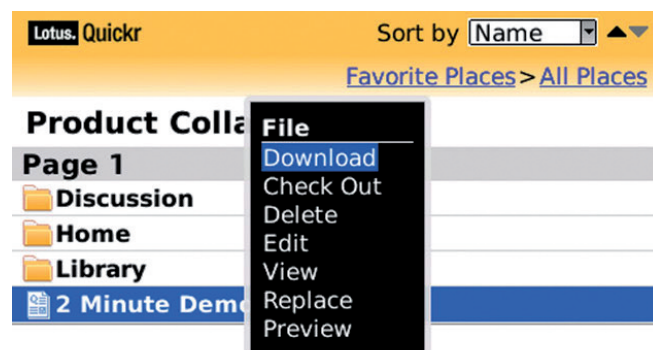 Lotus. Quickr Sort by Name
Favorite Places > All Places
Product Colla
Page 1
Discussion
Home
Library
2 Minute Demo
File
Download
Check Out
Delete
Edit
View
Replace
Preview